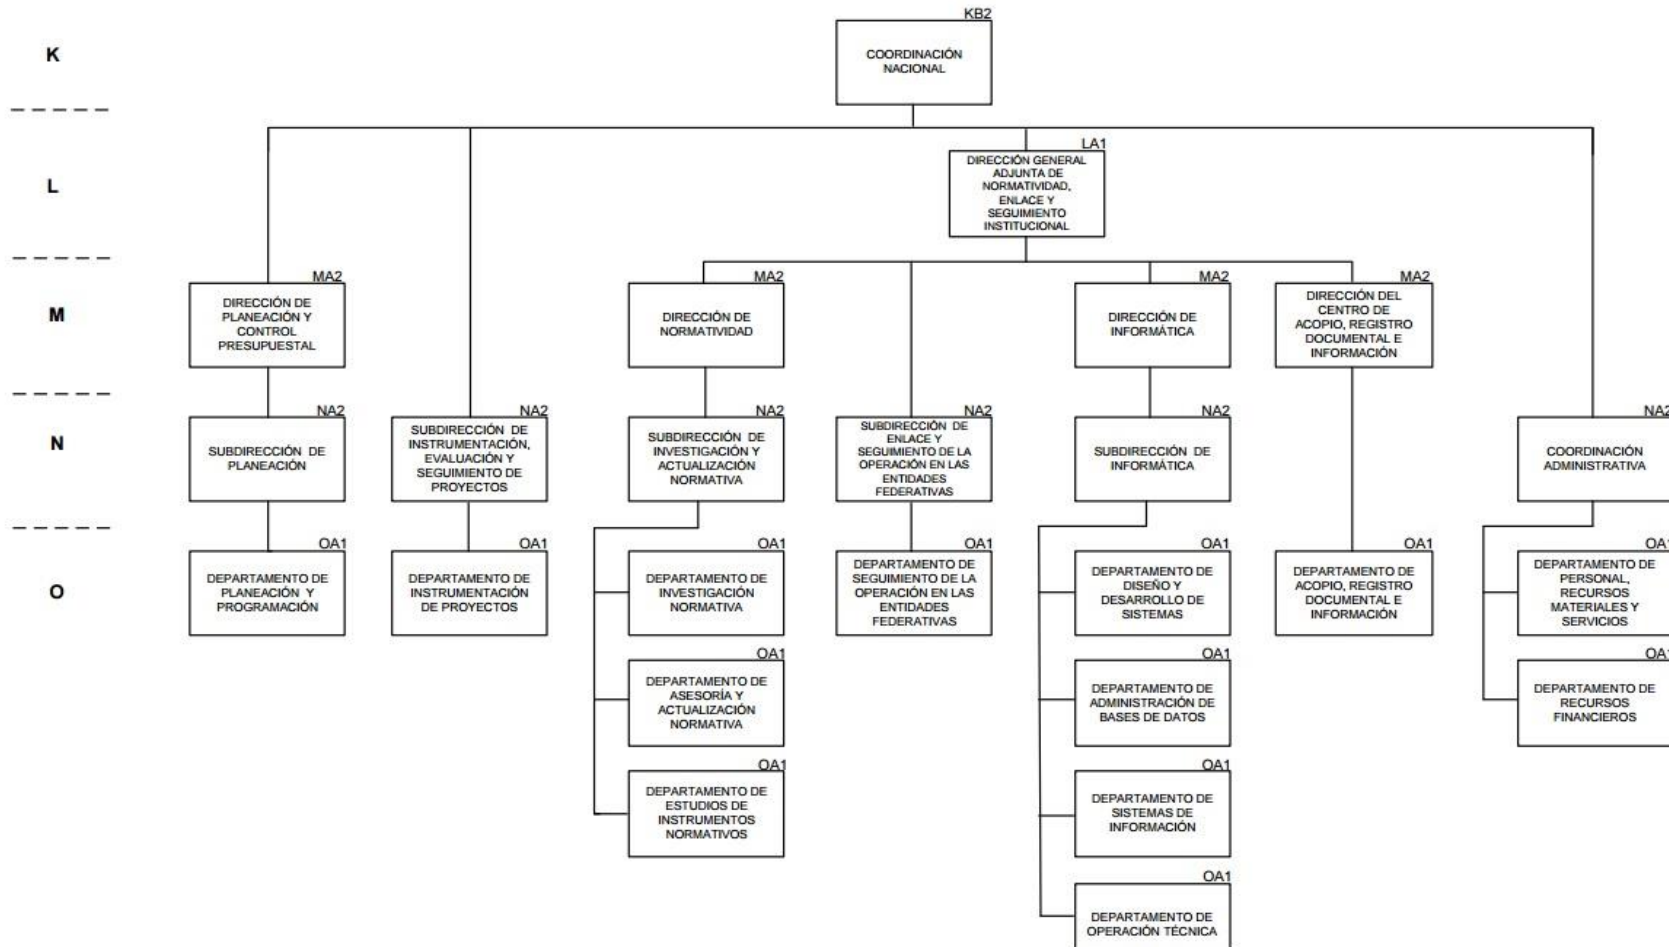 KB2
K
COORDINACIÓN
NACIONAL
L
LA1
DIRECCIÓN GENERAL
ADJUNTA DE
NORMATIVIDAD,
ENLACE Y
SEGUIMIENTO
INSTITUCIONAL
M
MA2
DIRECCIÓN DE
PLANEACIÓN Y
CONTROL
PRESUPUESTAL
MA2
DIRECCIÓN DE
NORMATIVIDAD
MA2
DIRECCIÓN DE
INFORMÁTICA
MA2
DIRECCIÓN DEL
CENTRO DE
ACOPIO, REGISTRO
DOCUMENTAL E
INFORMACIÓN
N
NA2
SUBDIRECCIÓN DE
PLANEACIÓN
NA2
SUBDIRECCIÓN DE
INSTRUMENTACIÓN,
EVALUACIÓN Y
SEGUIMIENTO DE
PROYECTOS
NA2
SUBDIRECCIÓN DE
INVESTIGACIÓN Y
ACTUALIZACIÓN
NORMATIVA
NA2
SUBDIRECCIÓN DE
ENLACE Y
SEGUIMIENTO DE LA
OPERACIÓN EN LAS
ENTIDADES
FEDERATIVAS
NA2
SUBDIRECCIÓN DE
INFORMÁTICA
NA2
COORDINACIÓN
ADMINISTRATIVA
O
OA1
DEPARTAMENTO DE
PLANEACIÓN Y
PROGRAMACIÓN
OA1
DEPARTAMENTO DE
INSTRUMENTACIÓN
DE PROYECTOS
OA1
DEPARTAMENTO DE
INVESTIGACIÓN
NORMATIVA
OA1
DEPARTAMENTO DE
SEGUIMIENTO DE LA
OPERACIÓN EN LAS
ENTIDADES
FEDERATIVAS
OA1
DEPARTAMENTO DE
DISEÑO Y
DESARROLLO DE
SISTEMAS
OA1
DEPARTAMENTO DE
ACOPIO, REGISTRO
DOCUMENTAL E
INFORMACIÓN
OA1
DEPARTAMENTO DE
PERSONAL,
RECURSOS
MATERIALES Y
SERVICIOS
OA1
DEPARTAMENTO DE
ASESORÍA Y
ACTUALIZACIÓN
NORMATIVA
OA1
DEPARTAMENTO DE
ADMINISTRACIÓN DE
BASES DE DATOS
OA1
DEPARTAMENTO DE
RECURSOS
FINANCIEROS
OA1
DEPARTAMENTO DE
ESTUDIOS DE
INSTRUMENTOS
NORMATIVOS
OA1
DEPARTAMENTO DE
SISTEMAS DE
INFORMACIÓN
OA1
DEPARTAMENTO DE
OPERACIÓN TÉCNICA